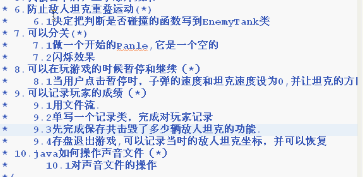 * 6.防止敌人坦克重叠运动(*)
* 6.1决定把判断是否碰撞的函数写到EnemyTank类
* 7.可以分关(*)
* 7.1做一个开始的Panle,它是一个空的
* 7.2闪烁效果
* 8.可以在玩游戏的时候暂停和继续(*)
* 8.1当用户点击暂停时，子弹的速度和坦克速度设为0,并让坦克的方向
* 9.可以记录玩家的成绩(*)
* 9.1用文件流.
* 9.2单写一个记录类，完成对玩家记录
* 9.3先完成保存共击毁了多少辆敌人坦克的功能.
* 9.4存盘退出游戏,可以记录当时的敌人坦克坐标，并可以恢复
* 10.java如何操作声音文件(*)
* 10.1对声音文件的操作